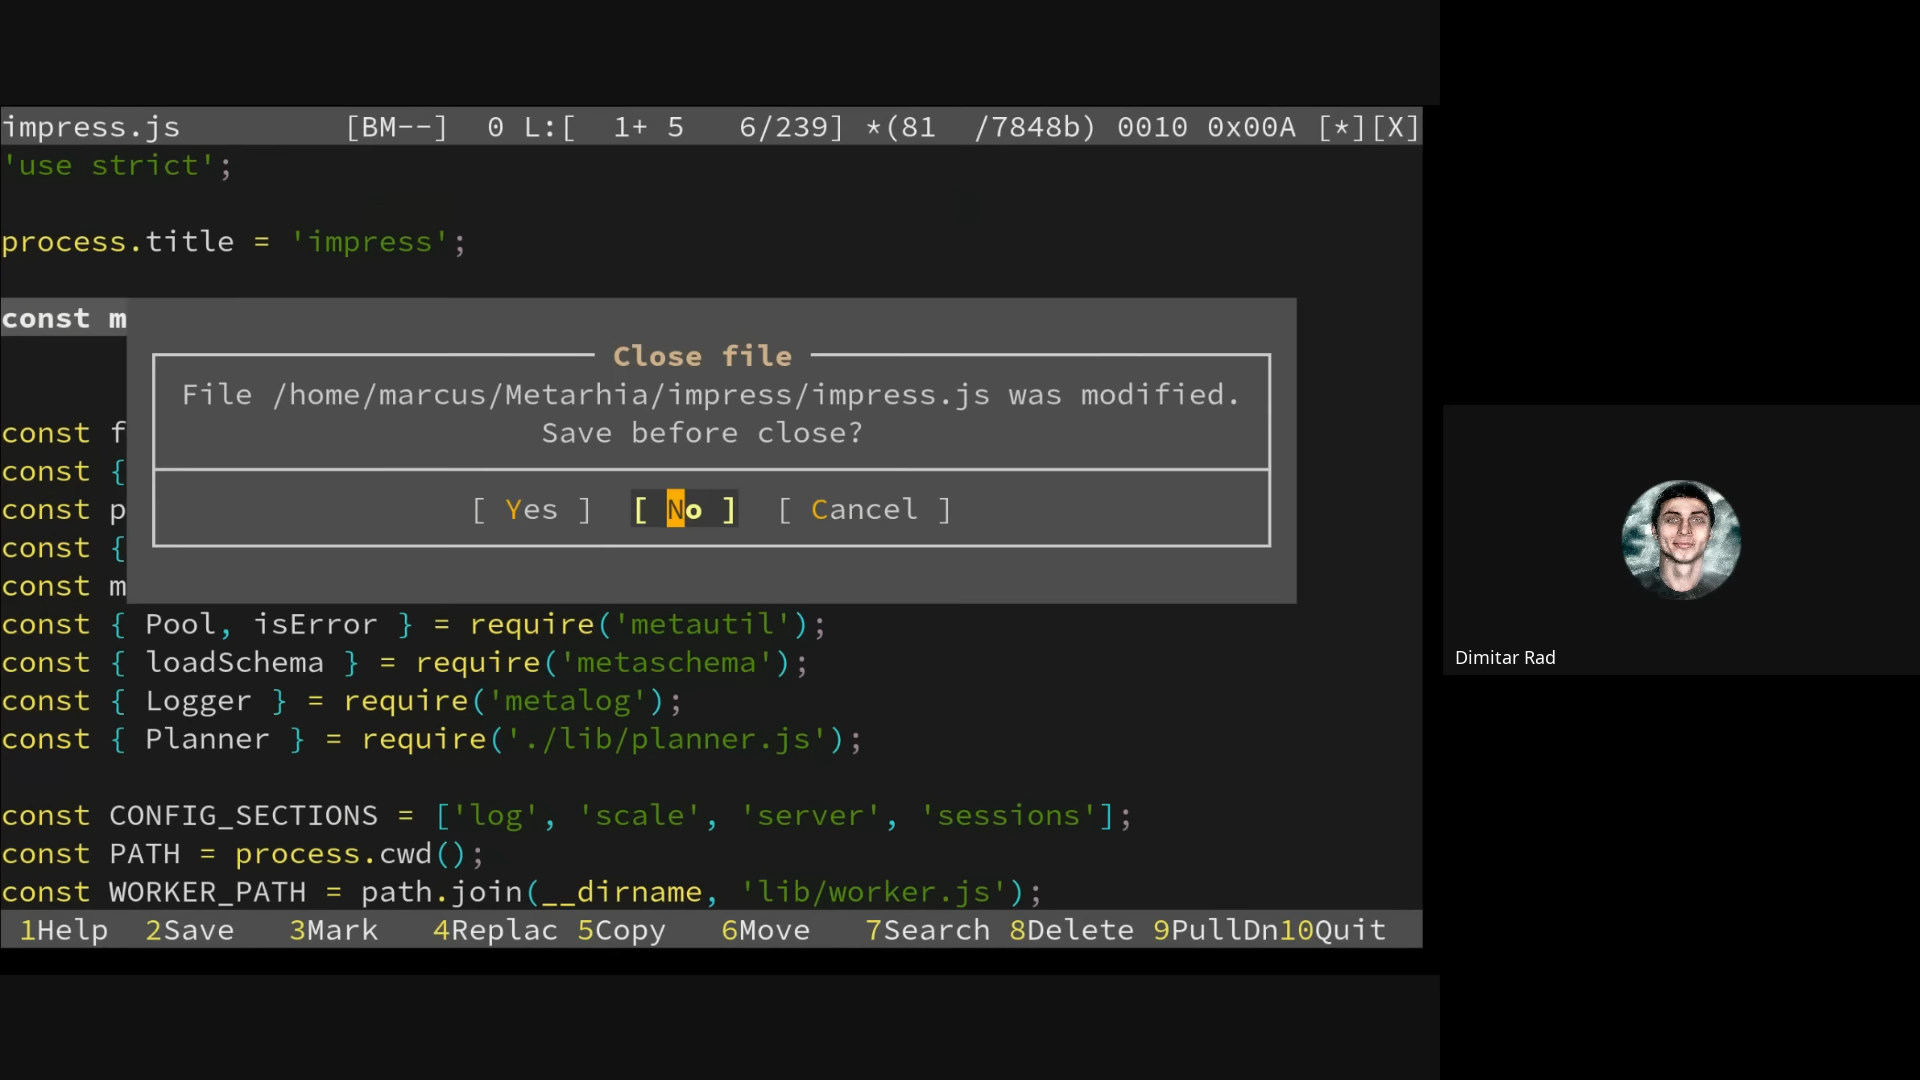 impress.js [BM--] 0 L:[ 1+ 5 6/239] *(81 /7848b) 0010 0x00A [*][X]
'use strict';
process.title = 'impress';
const m
Close file
File /home/marcus/Metarhia/impress/impress.js was modified.
Save before close?
[ Yes ] [ No ] [ Cancel ]
const f
const {
const p
const {
const m
const { Pool, isError } = require('metautil');
const { loadSchema } = require('metaschema');
const { Logger } = require('metalog');
const { Planner } = require('./lib/planner.js');
const CONFIG_SECTIONS = ['log', 'scale', 'server', 'sessions'];
const PATH = process.cwd();
const WORKER_PATH = path.join(__dirname, 'lib/worker.js');
1Help 2Save 3Mark 4Replac 5Copy 6Move 7Search 8Delete 9PullDn10Quit
Dimitar Rad